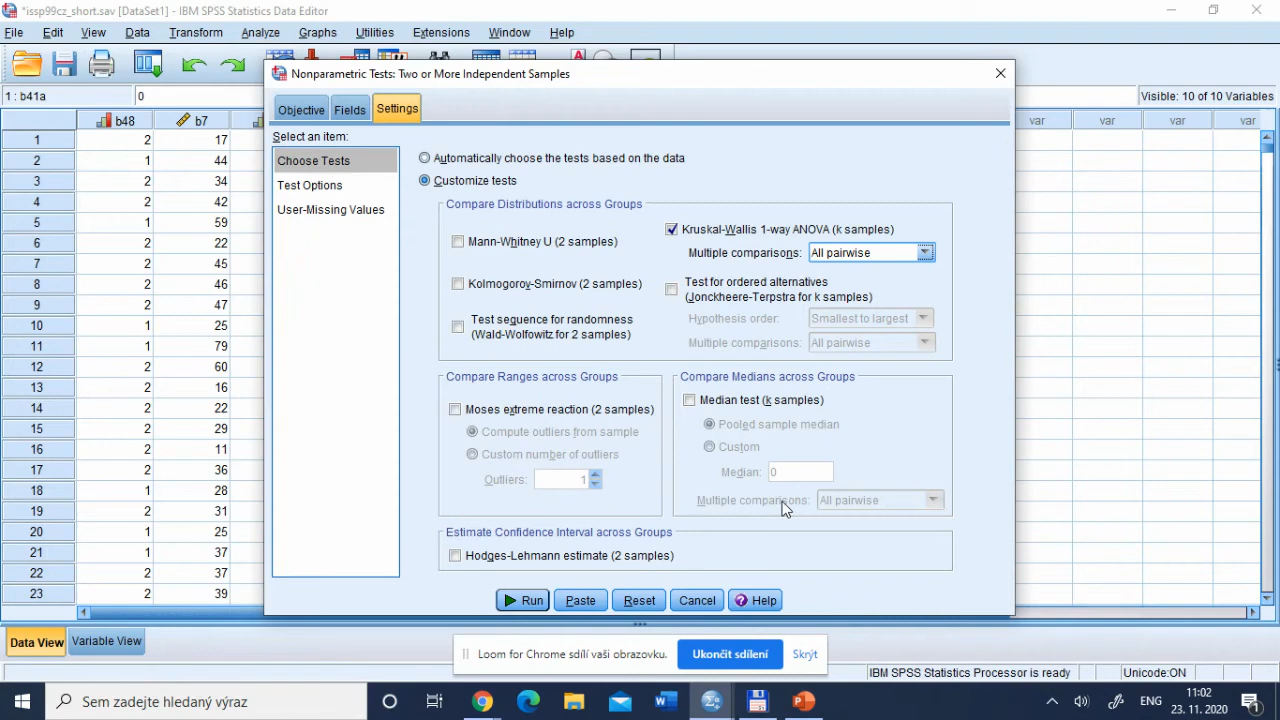 *issp99cz_short.sav [DataSet1] - IBM SPSS Statistics Data Editor
File Edit View Data Transform Analyze Graphs Utilities Extensions Window Help
1 : b41a 0 Visible: 10 of 10 Variables
b48 b7 var var var var
1 2 17
2 1 44
3 2 34
4 2 42
5 1 59
6 2 22
7 2 45
8 2 46
9 2 47
10 1 25
11 1 79
12 2 60
13 2 16
14 2 22
15 2 29
16 2 11
17 2 36
18 1 28
19 2 31
20 1 25
21 1 37
22 2 37
23 2 39
Nonparametric Tests: Two or More Independent Samples
Objective Fields Settings
Select an item:
Choose Tests
Test Options
User-Missing Values
Automatically choose the tests based on the data
Customize tests
Compare Distributions across Groups
Mann-Whitney U (2 samples)
Kolmogorov-Smirnov (2 samples)
Test sequence for randomness
(Wald-Wolfowitz for 2 samples)
Kruskal-Wallis 1-way ANOVA (k samples)
Multiple comparisons: All pairwise
Test for ordered alternatives
(Jonckheere-Terpstra for k samples)
Hypothesis order: Smallest to largest
Multiple comparisons: All pairwise
Compare Ranges across Groups
Moses extreme reaction (2 samples)
Compute outliers from sample
Custom number of outliers
Outliers: 1
Compare Medians across Groups
Median test (k samples)
Pooled sample median
Custom
Median: 0
Multiple comparisons: All pairwise
Estimate Confidence Interval across Groups
Hodges-Lehmann estimate (2 samples)
Run Paste Reset Cancel Help
Data View Variable View
Loom for Chrome sdílí vaši obrazovku. Ukončit sdílení Skrýt
IBM SPSS Statistics Processor is ready Unicode:ON
Sem zadejte hledaný výraz
ENG
11:02
23. 11. 2020